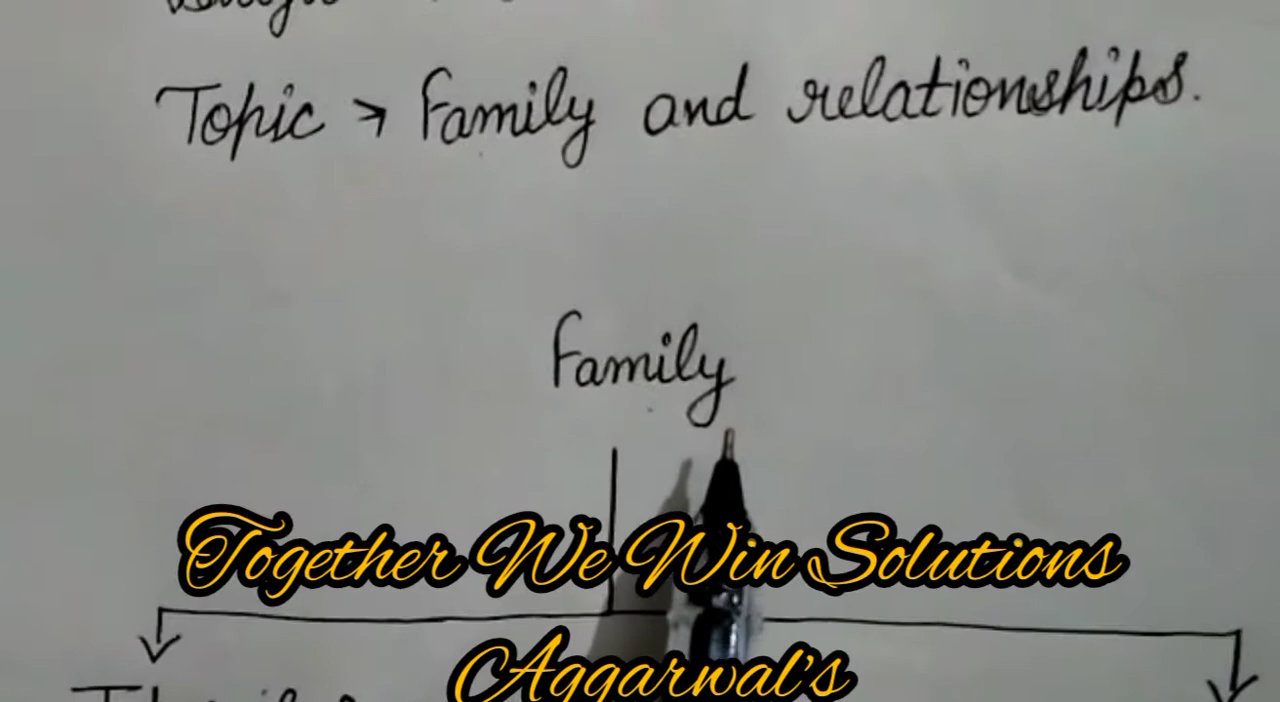 Topic → Family and relationships.
Family
Together We Win Solutions
Aggarwal's